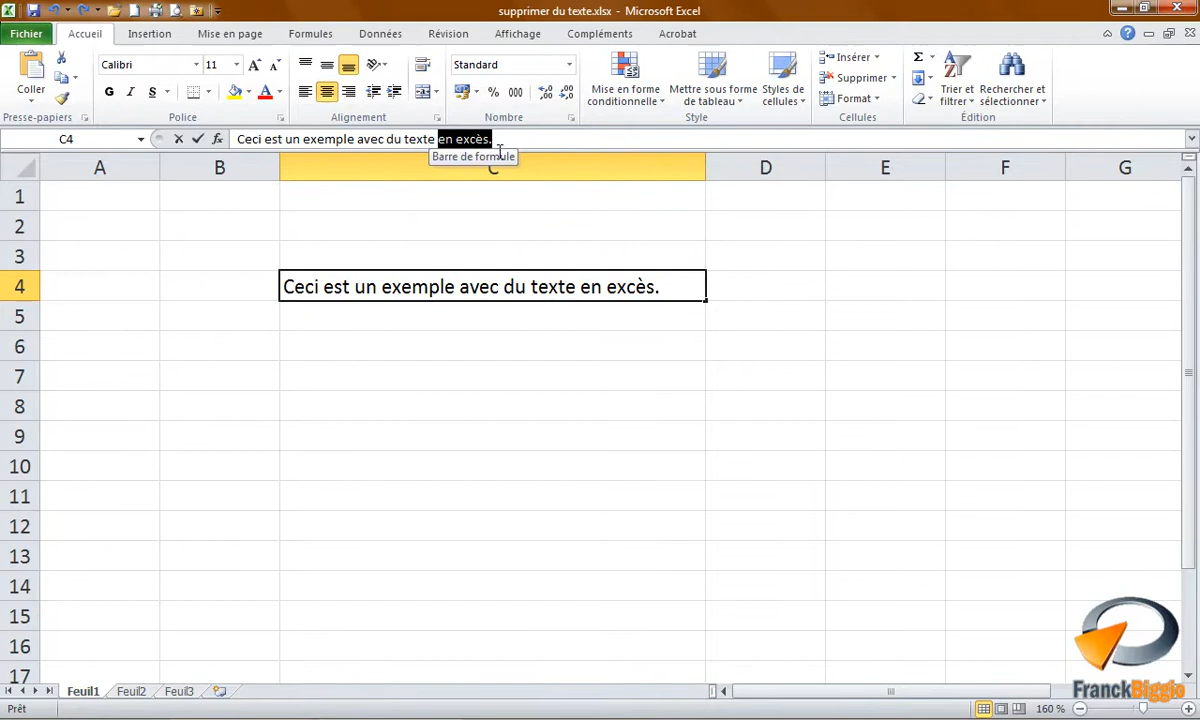 supprimer du texte.xlsx - Microsoft Excel
Fichier Accueil Insertion Mise en page Formules Données Révision Affichage Compléments Acrobat
Calibri 11 Standard Insérer Σ
Coller Mise en forme conditionnelle Mettre sous forme de tableau Styles de cellules Supprimer Trier et filtrer Rechercher et sélectionner
G I S A % 000 Format
Presse-papiers Police Alignement Nombre Style Cellules Édition
C4 fx Ceci est un exemple avec du texte en excès.
Barre de formule
A B C D E F G
1
2
3
4 Ceci est un exemple avec du texte en excès.
5
6
7
8
9
10
11
12
13
14
15
16
17
FranckBiggio
Feuil1 Feuil2 Feuil3
Prêt 160 %